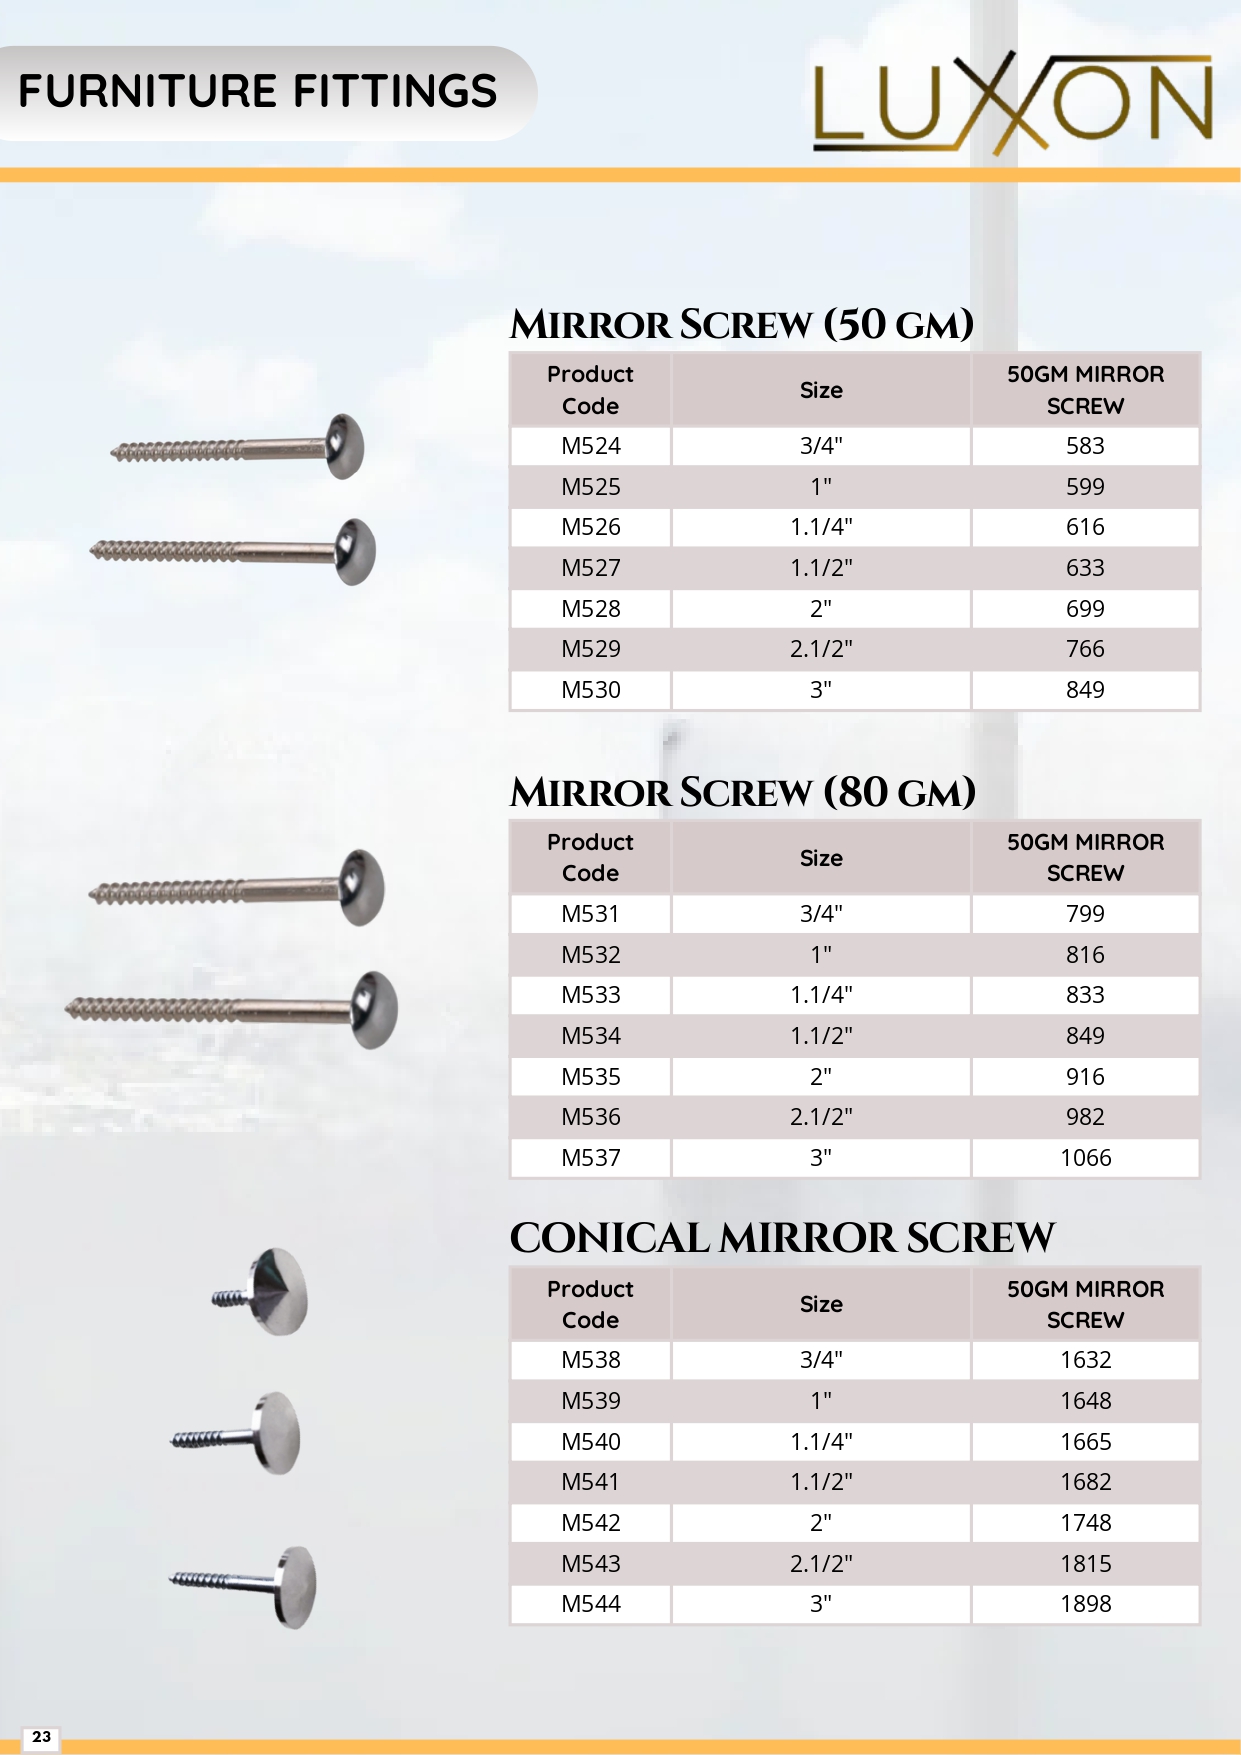 FURNITURE FITTINGS
LUXXON
MIRROR SCREW (50 GM)
Product Code Size 50GM MIRROR SCREW
M524 3/4" 583
M525 1" 599
M526 1.1/4" 616
M527 1.1/2" 633
M528 2" 699
M529 2.1/2" 766
M530 3" 849
MIRROR SCREW (80 GM)
Product Code Size 50GM MIRROR SCREW
M531 3/4" 799
M532 1" 816
M533 1.1/4" 833
M534 1.1/2" 849
M535 2" 916
M536 2.1/2" 982
M537 3" 1066
CONICAL MIRROR SCREW
Product Code Size 50GM MIRROR SCREW
M538 3/4" 1632
M539 1" 1648
M540 1.1/4" 1665
M541 1.1/2" 1682
M542 2" 1748
M543 2.1/2" 1815
M544 3" 1898
23